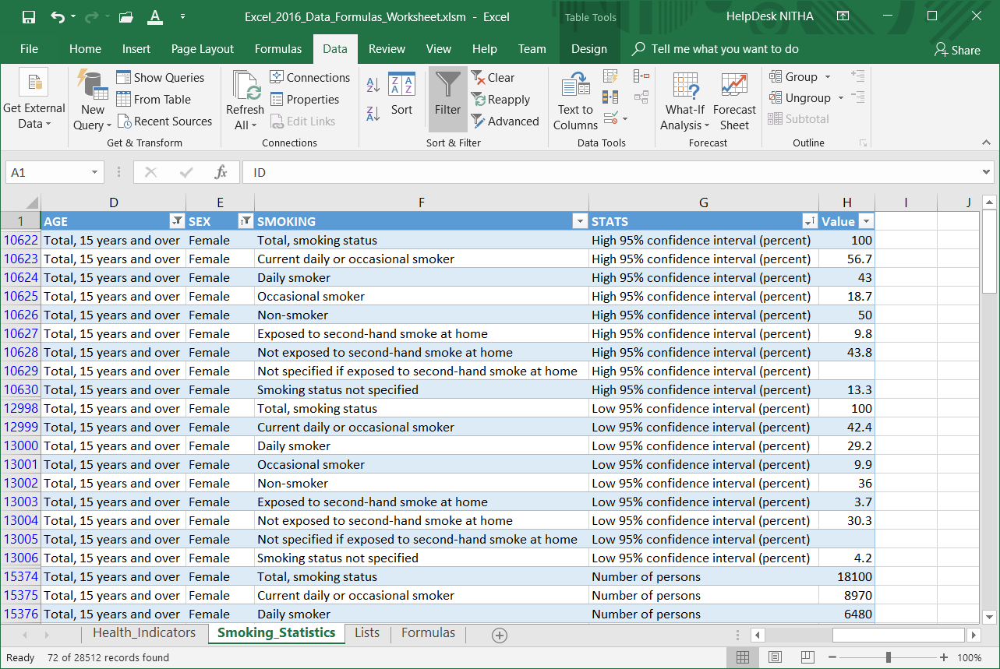 Excel_2016_Data_Formulas_Worksheet.xlsm - Excel
Table Tools
HelpDesk NITHA
File Home Insert Page Layout Formulas Data Review View Help Team Design Tell me what you want to do Share
Get External Data
New Query
Show Queries
From Table
Recent Sources
Get & Transform
Refresh All
Connections
Properties
Edit Links
Connections
Sort
Filter
Clear
Reapply
Advanced
Sort & Filter
Text to Columns
Data Tools
What-If Analysis
Forecast Sheet
Forecast
Group
Ungroup
Subtotal
Outline
A1 fx ID
D E F G H I J
1 AGE SEX SMOKING STATS Value
10622 Total, 15 years and over Female Total, smoking status High 95% confidence interval (percent) 100
10623 Total, 15 years and over Female Current daily or occasional smoker High 95% confidence interval (percent) 56.7
10624 Total, 15 years and over Female Daily smoker High 95% confidence interval (percent) 43
10625 Total, 15 years and over Female Occasional smoker High 95% confidence interval (percent) 18.7
10626 Total, 15 years and over Female Non-smoker High 95% confidence interval (percent) 50
10627 Total, 15 years and over Female Exposed to second-hand smoke at home High 95% confidence interval (percent) 9.8
10628 Total, 15 years and over Female Not exposed to second-hand smoke at home High 95% confidence interval (percent) 43.8
10629 Total, 15 years and over Female Not specified if exposed to second-hand smoke at home High 95% confidence interval (percent)
10630 Total, 15 years and over Female Smoking status not specified High 95% confidence interval (percent) 13.3
12998 Total, 15 years and over Female Total, smoking status Low 95% confidence interval (percent) 100
12999 Total, 15 years and over Female Current daily or occasional smoker Low 95% confidence interval (percent) 42.4
13000 Total, 15 years and over Female Daily smoker Low 95% confidence interval (percent) 29.2
13001 Total, 15 years and over Female Occasional smoker Low 95% confidence interval (percent) 9.9
13002 Total, 15 years and over Female Non-smoker Low 95% confidence interval (percent) 36
13003 Total, 15 years and over Female Exposed to second-hand smoke at home Low 95% confidence interval (percent) 3.7
13004 Total, 15 years and over Female Not exposed to second-hand smoke at home Low 95% confidence interval (percent) 30.3
13005 Total, 15 years and over Female Not specified if exposed to second-hand smoke at home Low 95% confidence interval (percent)
13006 Total, 15 years and over Female Smoking status not specified Low 95% confidence interval (percent) 4.2
15374 Total, 15 years and over Female Total, smoking status Number of persons 18100
15375 Total, 15 years and over Female Current daily or occasional smoker Number of persons 8970
15376 Total, 15 years and over Female Daily smoker Number of persons 6480
Health_Indicators Smoking_Statistics Lists Formulas
Ready 72 of 28512 records found 100%